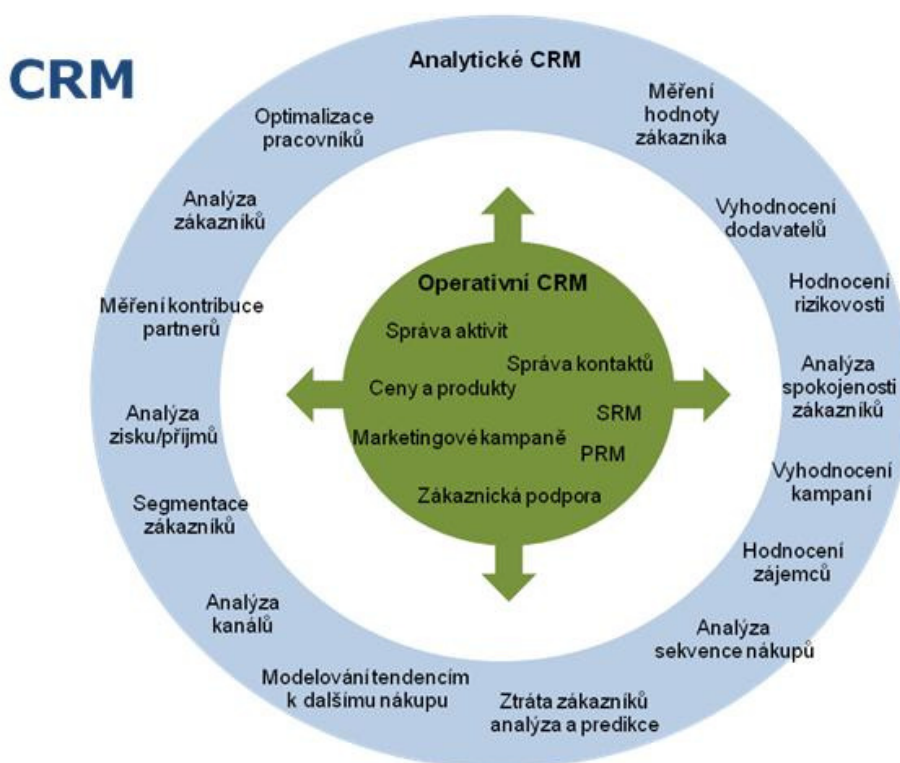 CRM
Analytické CRM
Optimalizace
pracovníků
Měření
hodnoty
zákazníka
Analýza
zákazníků
Vyhodnocení
dodavatelů
Měření kontribuce
partnerů
Hodnocení
rizikovosti
Analýza
zisku/příjmů
Analýza
spokojenosti
zákazníků
Segmentace
zákazníků
Vyhodnocení
kampaní
Analýza
kanálů
Hodnocení
zájemců
Modelování tendencím
k dalšímu nákupu
Analýza
sekvence nákupů
Ztráta zákazníků
analýza a predikce
Operativní CRM
Správa aktivit
Správa kontaktů
Ceny a produkty
SRM
Marketingové kampaně
PRM
Zákaznická podpora